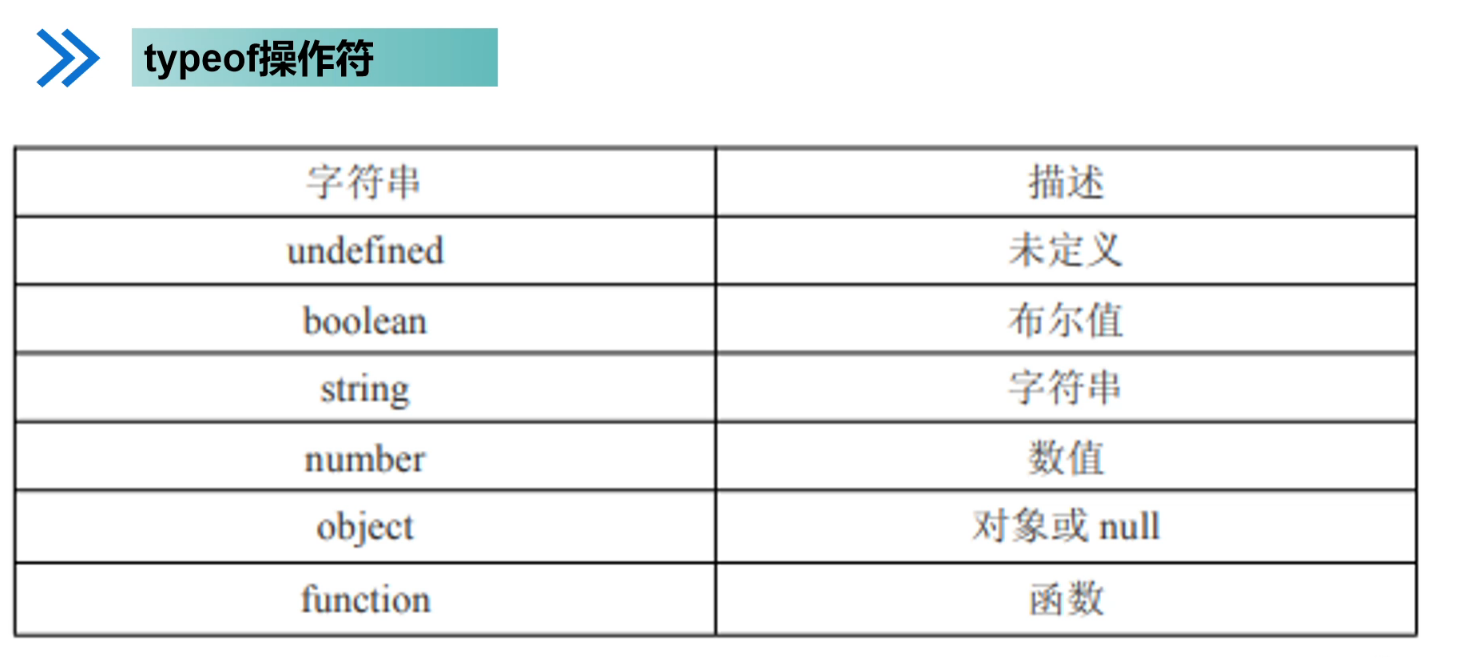 typeof操作符
字符串 描述
undefined 未定义
boolean 布尔值
string 字符串
number 数值
object 对象或 null
function 函数